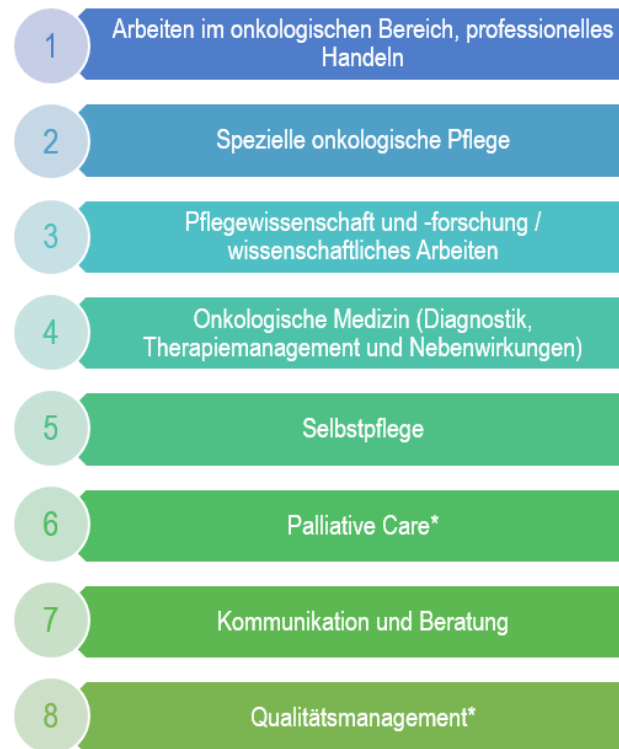 1
Arbeiten im onkologischen Bereich, professionelles
Handeln
2
Spezielle onkologische Pflege
3
Pflegewissenschaft und -forschung /
wissenschaftliches Arbeiten
4
Onkologische Medizin (Diagnostik,
Therapiemanagement und Nebenwirkungen)
5
Selbstpflege
6
Palliative Care*
7
Kommunikation und Beratung
8
Qualitätsmanagement*